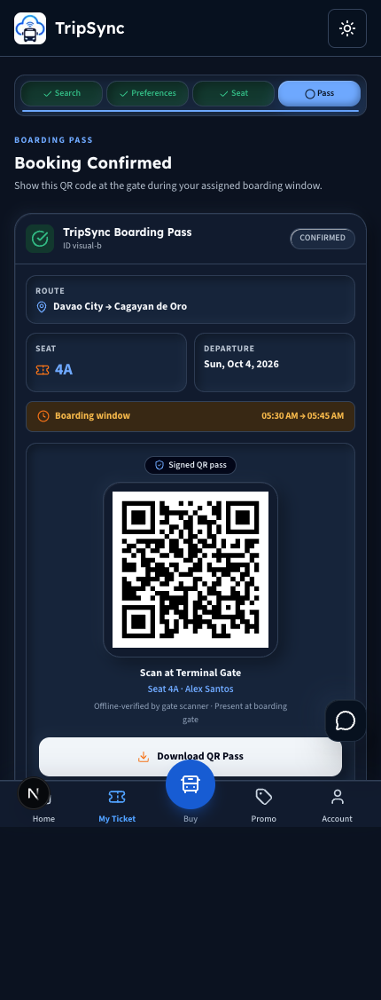 TripSync
Search
Preferences
Seat
Pass
BOARDING PASS
Booking Confirmed
Show this QR code at the gate during your assigned boarding window.
TripSync Boarding Pass
ID visual-b
CONFIRMED
ROUTE
Davao City → Cagayan de Oro
SEAT
4A
DEPARTURE
Sun, Oct 4, 2026
Boarding window
05:30 AM → 05:45 AM
Signed QR pass
Scan at Terminal Gate
Seat 4A · Alex Santos
Offline-verified by gate scanner · Present at boarding
gate
Download QR Pass
N
Home
My Ticket
Buy
Promo
Account